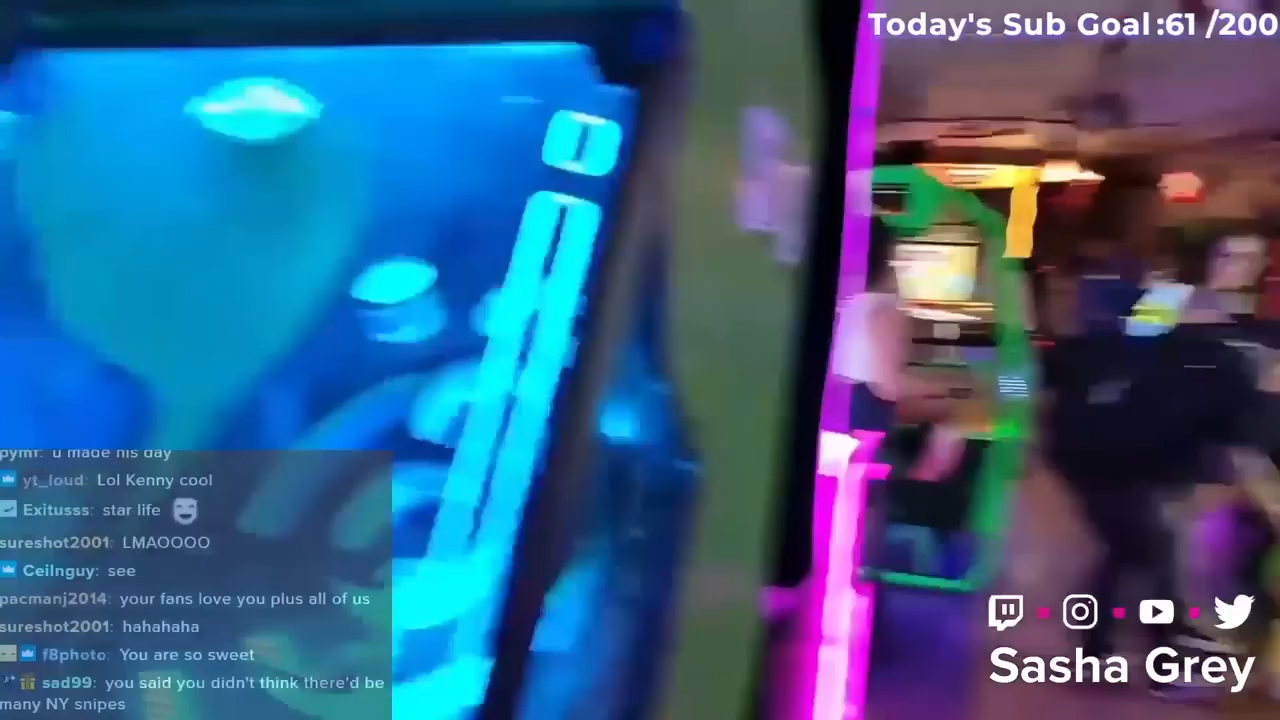 Today's Sub Goal:61 /200
pymf: u made his day
yt_loud: Lol Kenny cool
Exitusss: star life
sureshot2001: LMAOOOO
Ceilnguy: see
pacmanj2014: your fans love you plus all of us
sureshot2001: hahahaha
f8photo: You are so sweet
sad99: you said you didn't think there'd be
many NY snipes
Sasha Grey